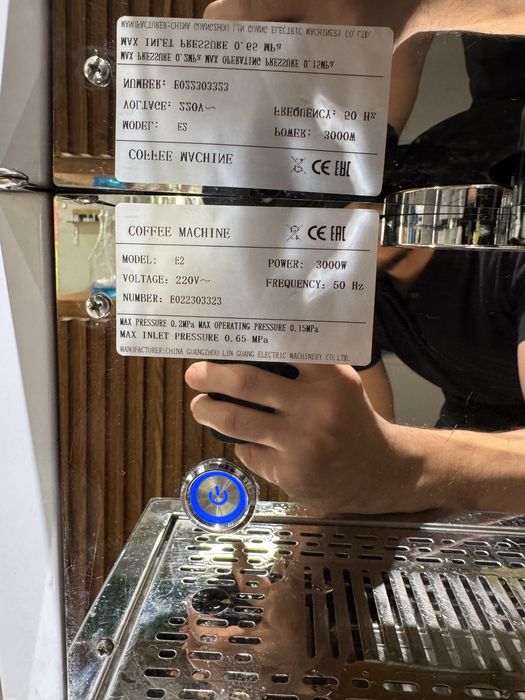 COFFEE MACHINE CE EAC
MODEL: E2 POWER: 3000W
VOLTAGE: 220V～ FREQUENCY: 50 Hz
NUMBER: E022303323
MAX PRESSURE 0.2MPa MAX OPERATING PRESSURE 0.15MPa
MAX INLET PRESSURE 0.65 MPa
MANUFACTURER:CHINA GUANGZHOU LIN GUANG ELECTRIC MACHINERY CO.LTD.